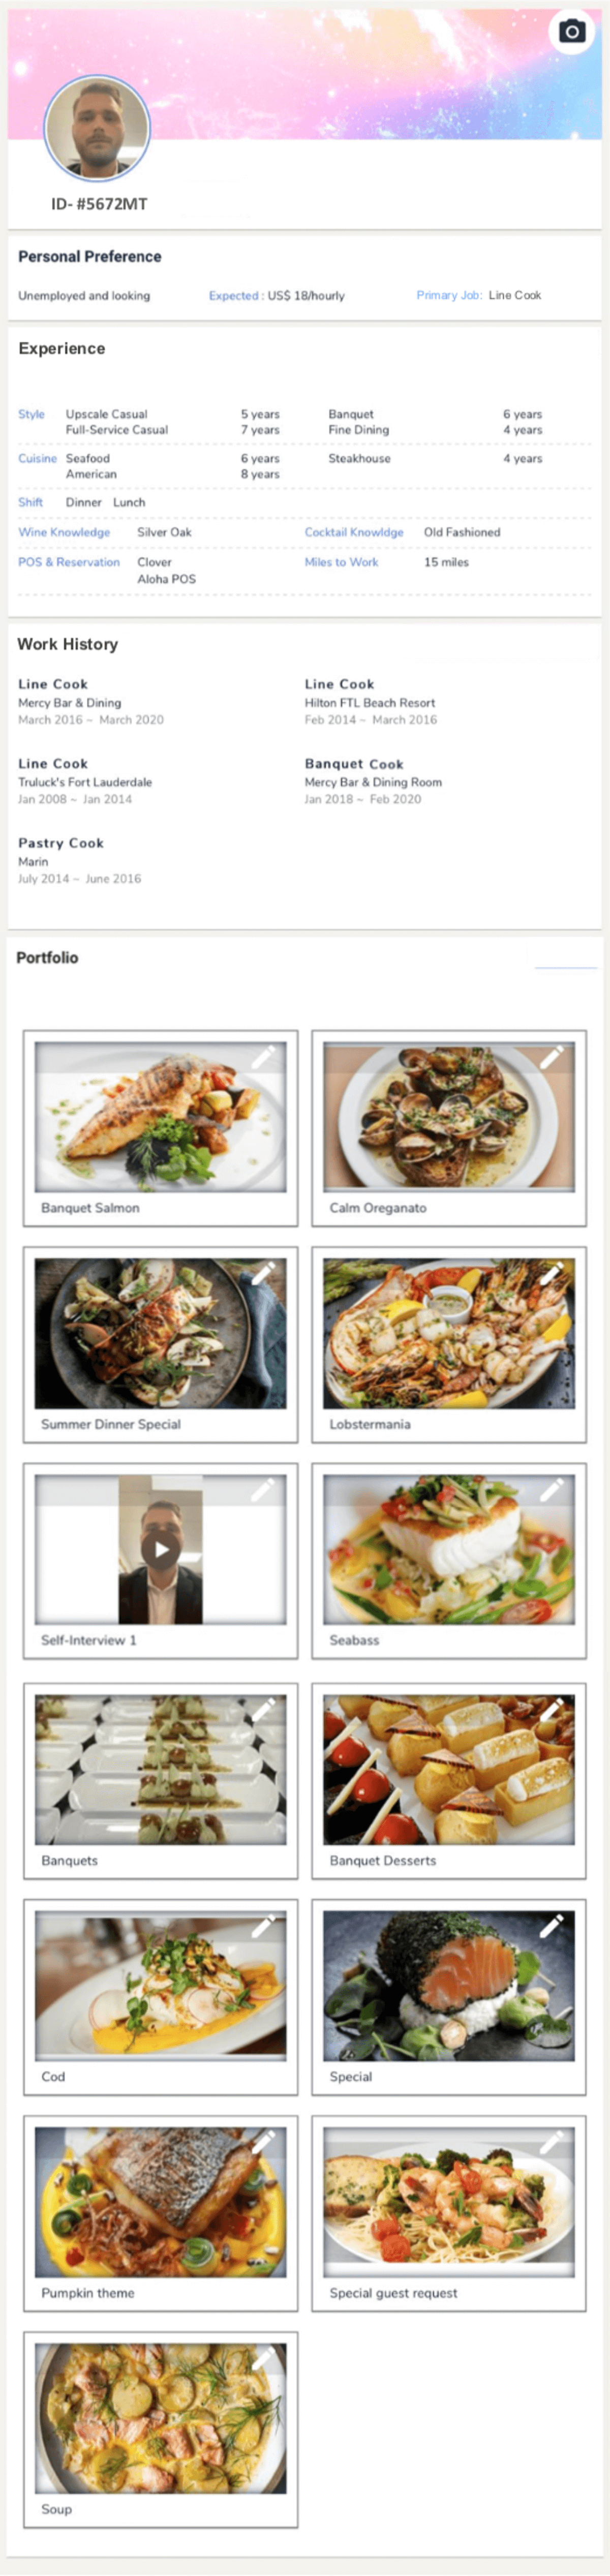 ID- #5672MT
Personal Preference
Unemployed and looking Expected : US$ 18/hourly Primary Job: Line Cook
Experience
Style Upscale Casual 5 years Banquet 6 years
Full-Service Casual 7 years Fine Dining 4 years
Cuisine Seafood 6 years Steakhouse 4 years
American 8 years
Shift Dinner Lunch
Wine Knowledge Silver Oak Cocktail Knowldge Old Fashioned
POS & Reservation Clover Miles to Work 15 miles
Aloha POS
Work History
Line Cook Line Cook
Mercy Bar & Dining Hilton FTL Beach Resort
March 2016 ~ March 2020 Feb 2014 ~ March 2016
Line Cook Banquet Cook
Truluck's Fort Lauderdale Mercy Bar & Dining Room
Jan 2008 ~ Jan 2014 Jan 2018 ~ Feb 2020
Pastry Cook
Marin
July 2014 ~ June 2016
Portfolio
Banquet Salmon Calm Oreganato
Summer Dinner Special Lobstermania
Self-Interview 1 Seabass
Banquets Banquet Desserts
Cod Special
Pumpkin theme Special guest request
Soup